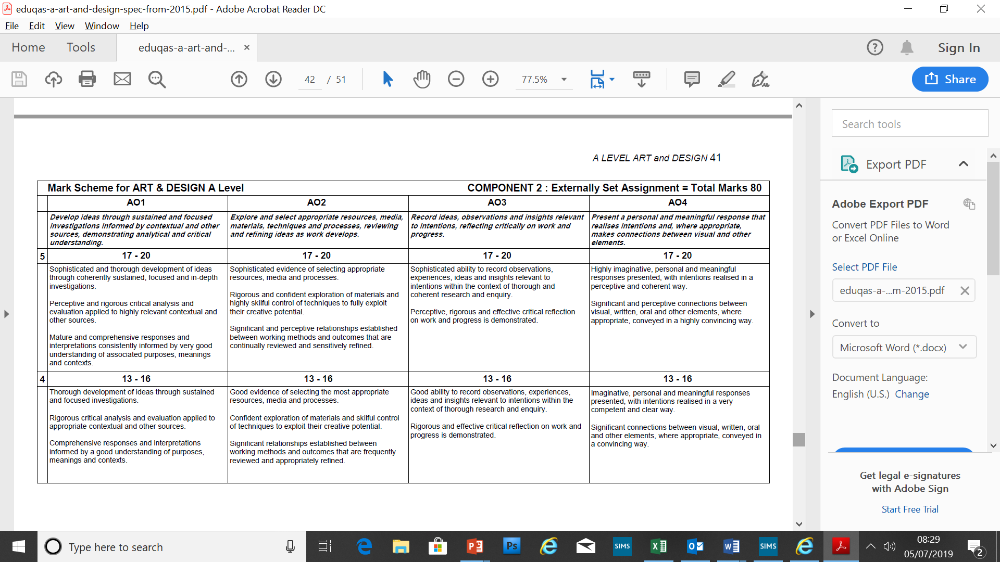 eduqas-a-art-and-design-spec-from-2015.pdf - Adobe Acrobat Reader DC
File Edit View Window Help
Home Tools eduqas-a-art-and-... × Sign In
42 / 51 77.5% Share
Search tools
Export PDF
Adobe Export PDF
Convert PDF Files to Word
or Excel Online
Select PDF File
eduqas-a-...m-2015.pdf
Convert to
Microsoft Word (*.docx)
Document Language:
English (U.S.) Change
Get legal e-signatures
with Adobe Sign
Start Free Trial
A LEVEL ART and DESIGN 41
Mark Scheme for ART & DESIGN A Level COMPONENT 2 : Externally Set Assignment = Total Marks 80
AO1 AO2 AO3 AO4
Develop ideas through sustained and focused
investigations informed by contextual and other
sources, demonstrating analytical and critical
understanding.
Explore and select appropriate resources, media,
materials, techniques and processes, reviewing
and refining ideas as work develops.
Record ideas, observations and insights relevant
to intentions, reflecting critically on work and
progress.
Present a personal and meaningful response that
realises intentions and, where appropriate,
makes connections between visual and other
elements.
5 17 - 20 17 - 20 17 - 20 17 - 20
Sophisticated and thorough development of ideas
through coherently sustained, focused and in-depth
investigations.
Perceptive and rigorous critical analysis and
evaluation applied to highly relevant contextual and
other sources.
Mature and comprehensive responses and
interpretations consistently informed by very good
understanding of associated purposes, meanings
and contexts.
Sophisticated evidence of selecting appropriate
resources, media and processes.
Rigorous and confident exploration of materials and
highly skilful control of techniques to fully exploit
their creative potential.
Significant and perceptive relationships established
between working methods and outcomes that are
continually reviewed and sensitively refined.
Sophisticated ability to record observations,
experiences, ideas and insights relevant to
intentions within the context of thorough and
coherent research and enquiry.
Perceptive, rigorous and effective critical reflection
on work and progress is demonstrated.
Highly imaginative, personal and meaningful
responses presented, with intentions realised in a
perceptive and coherent way.
Significant and perceptive connections between
visual, written, oral and other elements, where
appropriate, conveyed in a highly convincing way.
4 13 - 16 13 - 16 13 - 16 13 - 16
Thorough development of ideas through sustained
and focused investigations.
Rigorous critical analysis and evaluation applied to
appropriate contextual and other sources.
Comprehensive responses and interpretations
informed by a good understanding of purposes,
meanings and contexts.
Good evidence of selecting the most appropriate
resources, media and processes.
Confident exploration of materials and skilful control
of techniques to exploit their creative potential.
Significant relationships established between
working methods and outcomes that are frequently
reviewed and appropriately refined.
Good ability to record observations, experiences,
ideas and insights relevant to intentions within the
context of thorough research and enquiry.
Rigorous and effective critical reflection on work and
progress is demonstrated.
Imaginative, personal and meaningful responses
presented, with intentions realised in a very
competent and clear way.
Significant connections between visual, written, oral
and other elements, where appropriate, conveyed in
a convincing way.
Type here to search
Ps SIMS SIMS
08:29
05/07/2019
2